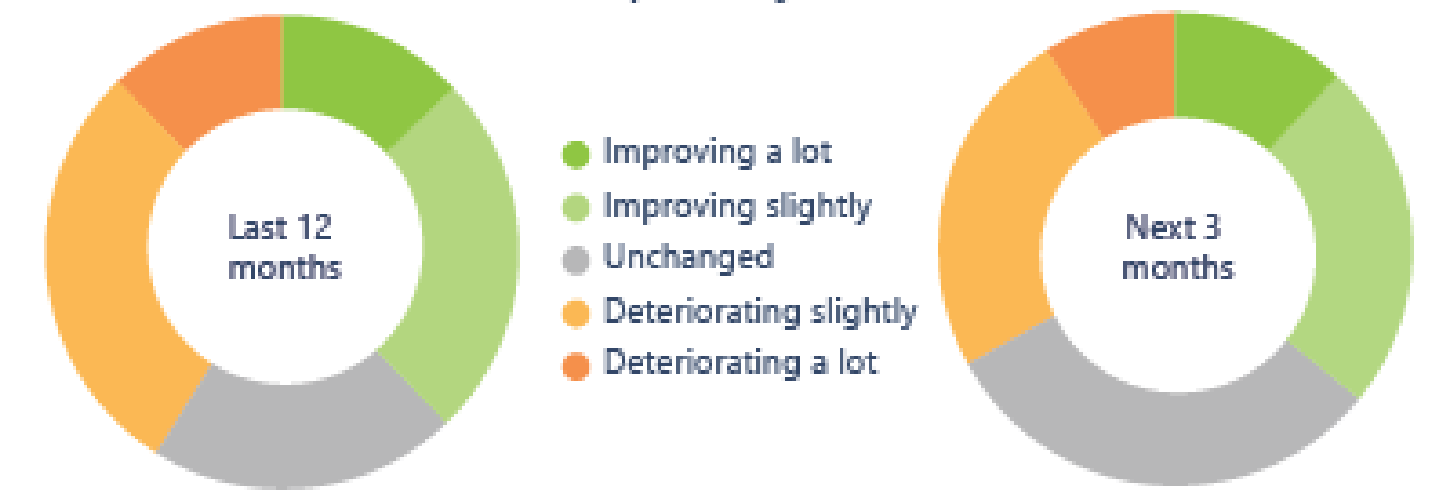 Last 12
months
Improving a lot
Improving slightly
Unchanged
Deteriorating slightly
Deteriorating a lot
Next 3
months